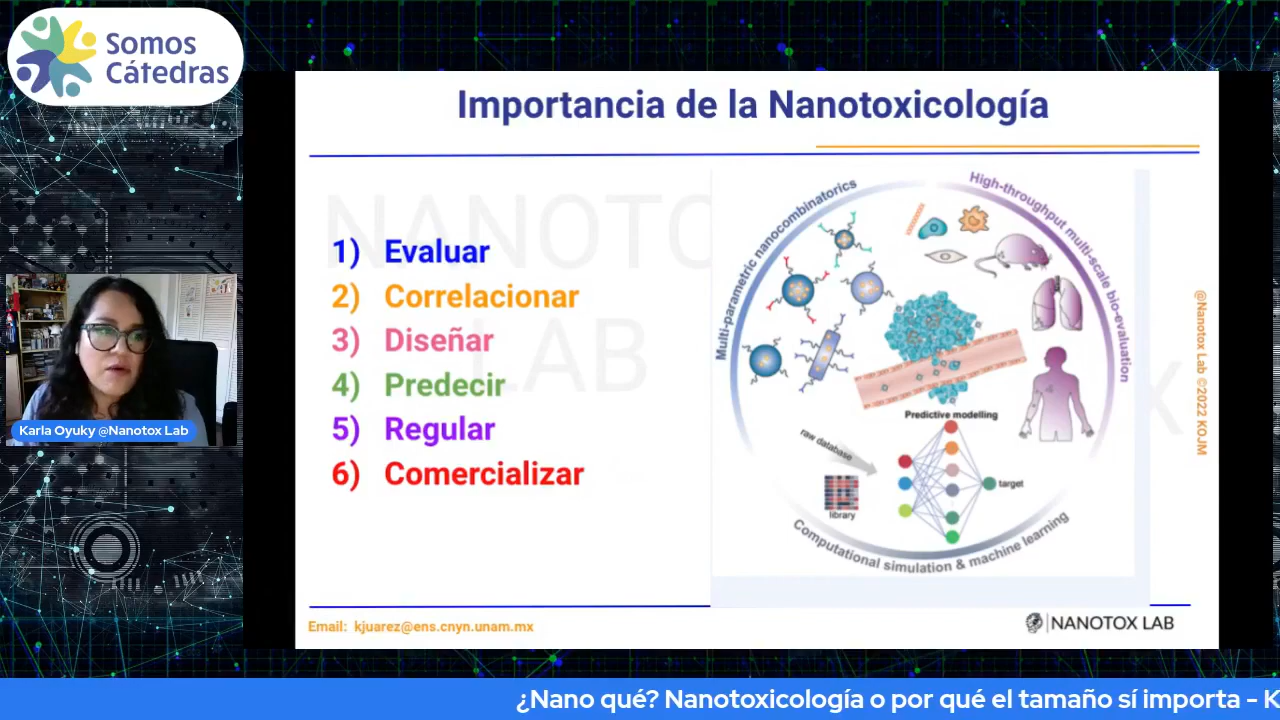 Somos
Cátedras
Importancia de la Nanotoxicología
NANOTOX
LAB
1) Evaluar
2) Correlacionar
3) Diseñar
4) Predecir
5) Regular
6) Comercializar
Multi-parametric nanocombinatorics
High-throughput multi-scale bio-evaluation
Predictive modelling
raw database
library
target
Computational simulation & machine learning
@Nanotox Lab ©2022 KOJM
Karla Oyuky @Nanotox Lab
Email: kjuarez@ens.cnyn.unam.mx
NANOTOX LAB
¿Nano qué? Nanotoxicología o por qué el tamaño sí importa - K